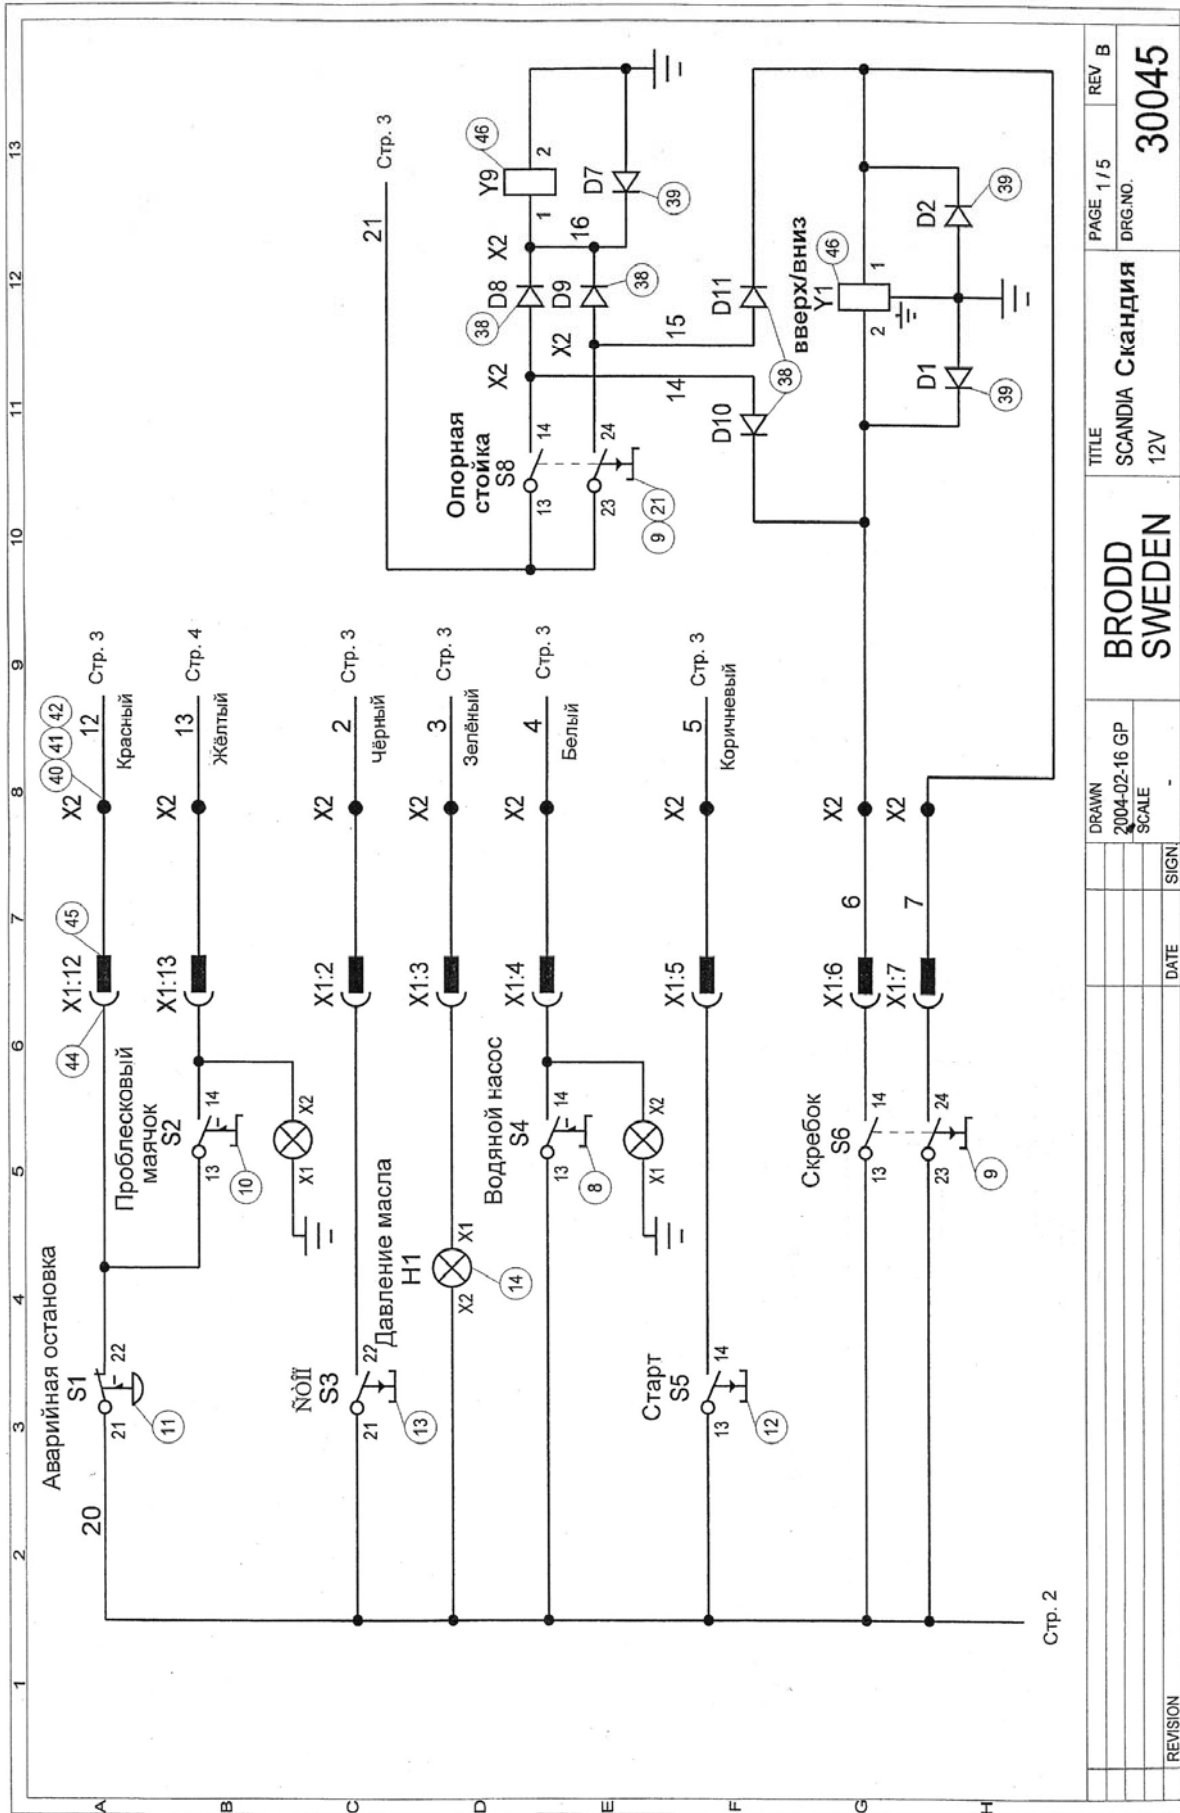 1 2 3 4 5 6 7 8 9 10 11 12 13
A
B
C
D
E
F
G
H
Аварийная остановка
S1
21 22
11
20
44
X1:12
45
X2
40 41 42
12
Красный
Стр. 3
Проблесковый
маячок
S2
13 14
10
X1 X2
X1:13
X2
13
Жёлтый
Стр. 4
ÑÒÎÏ
S3
21 22
13
X1:2
X2
2
Чёрный
Стр. 3
Давление масла
H1
X2 X1
14
X1:3
X2
3
Зелёный
Стр. 3
Водяной насос
S4
13 14
8
X1 X2
X1:4
X2
4
Белый
Стр. 3
Старт
S5
13 14
12
X1:5
X2
5
Коричневый
Стр. 3
Скребок
S6
13 14
23 24
9
X1:6
6
X2
X1:7
7
X2
Стр. 2
21
Стр. 3
Опорная
стойка
S8
13 14
23 24
9 21
X2
38
D8
X2
Y9
46
1 2
X2
D9
38
16
D7
39
14
15
D10
38
D11
вверх/вниз
Y1
46
2 1
D1
39
D2
39
REVISION
DATE
SIGN
DRAWN
2004-02-16 GP
SCALE
-
BRODD
SWEDEN
TITLE
SCANDIA Скандия
12V
PAGE 1/5
REV B
DRG.NO.
30045